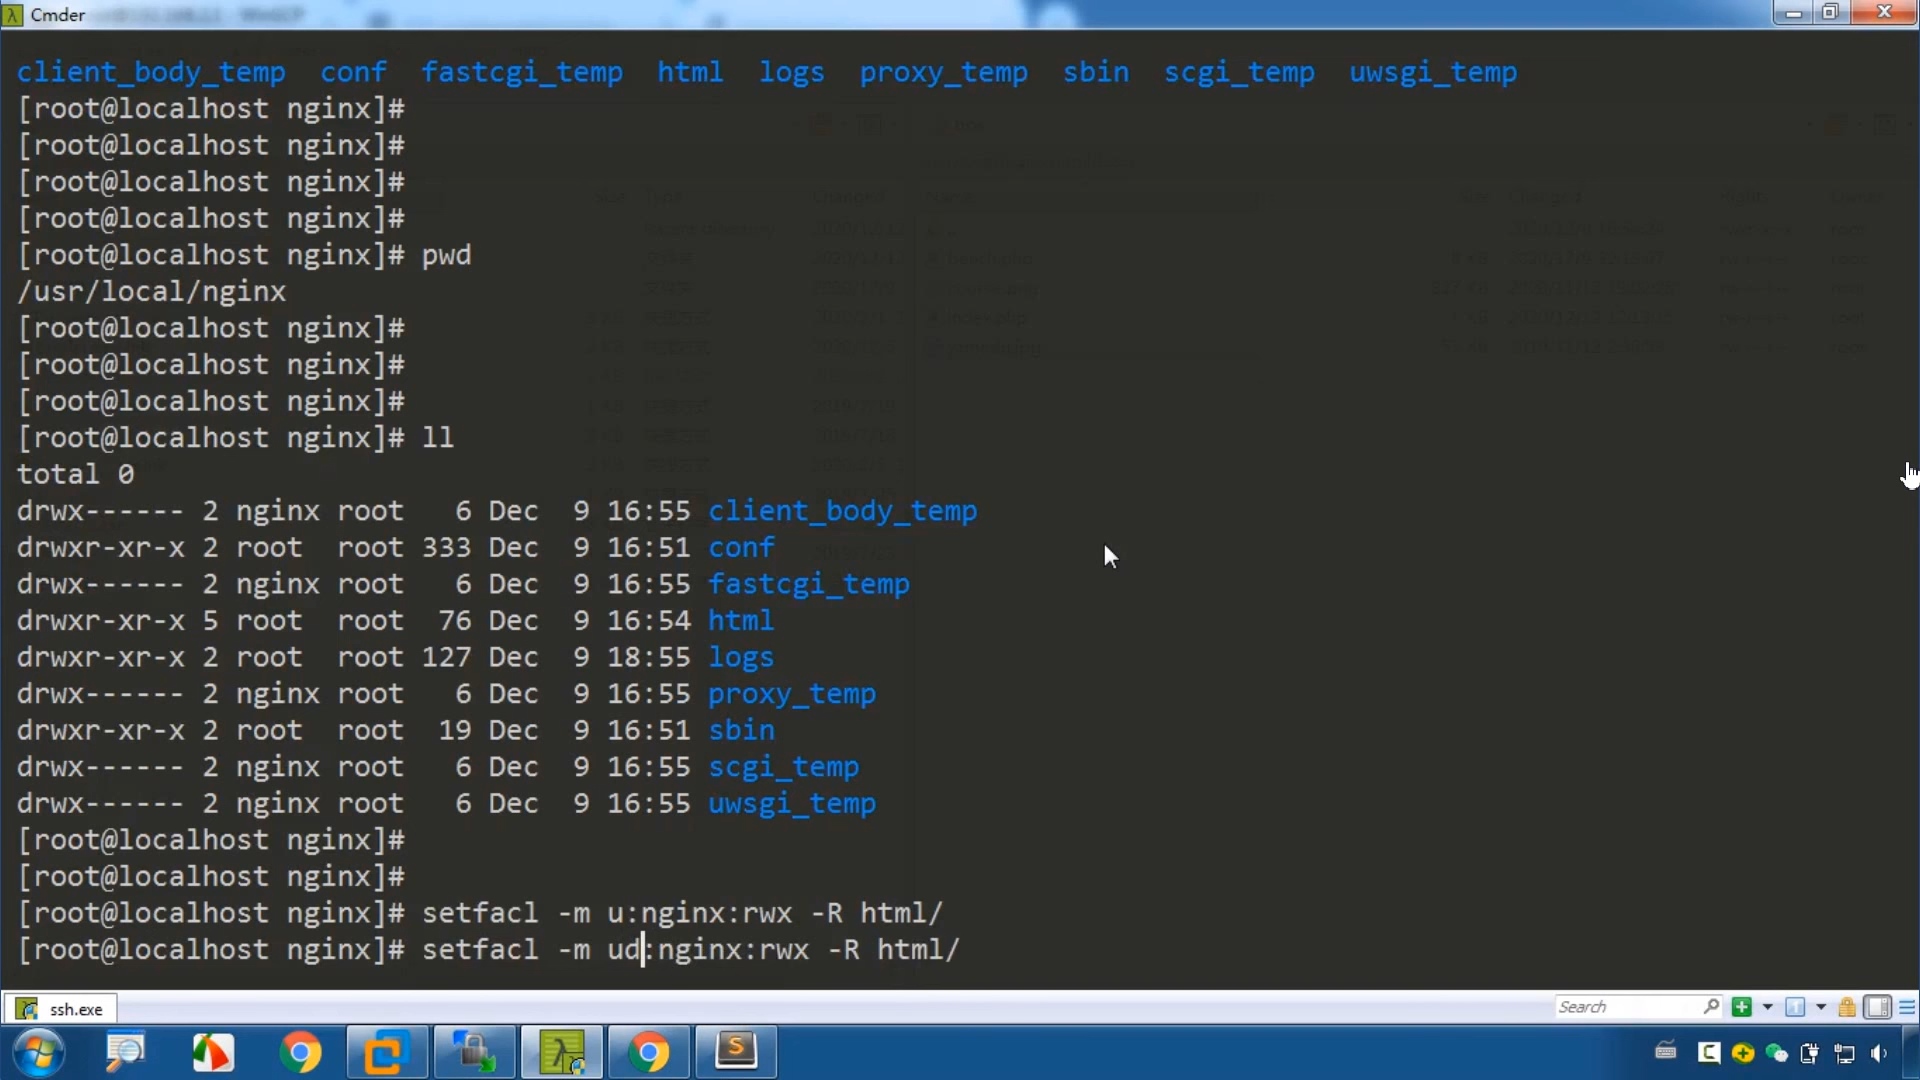 Cmder
client_body_temp conf fastcgi_temp html logs proxy_temp sbin scgi_temp uwsgi_temp
[root@localhost nginx]#
[root@localhost nginx]#
[root@localhost nginx]#
[root@localhost nginx]#
[root@localhost nginx]# pwd
/usr/local/nginx
[root@localhost nginx]#
[root@localhost nginx]#
[root@localhost nginx]#
[root@localhost nginx]# ll
total 0
drwx------ 2 nginx root 6 Dec 9 16:55 client_body_temp
drwxr-xr-x 2 root root 333 Dec 9 16:51 conf
drwx------ 2 nginx root 6 Dec 9 16:55 fastcgi_temp
drwxr-xr-x 5 root root 76 Dec 9 16:54 html
drwxr-xr-x 2 root root 127 Dec 9 18:55 logs
drwx------ 2 nginx root 6 Dec 9 16:55 proxy_temp
drwxr-xr-x 2 root root 19 Dec 9 16:51 sbin
drwx------ 2 nginx root 6 Dec 9 16:55 scgi_temp
drwx------ 2 nginx root 6 Dec 9 16:55 uwsgi_temp
[root@localhost nginx]#
[root@localhost nginx]#
[root@localhost nginx]# setfacl -m u:nginx:rwx -R html/
[root@localhost nginx]# setfacl -m ud:nginx:rwx -R html/
ssh.exe
Search